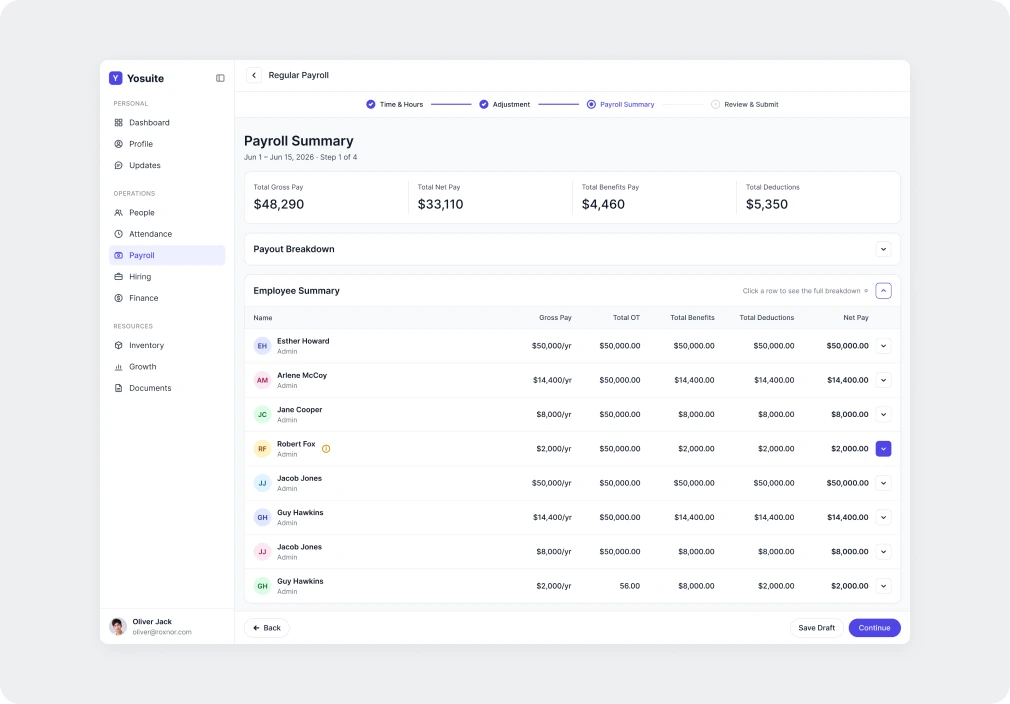 Y Yosuite
PERSONAL
Dashboard
Profile
Updates
OPERATIONS
People
Attendance
Payroll
Hiring
Finance
RESOURCES
Inventory
Growth
Documents
Oliver Jack
oliver@roxnor.com
Regular Payroll
Time & Hours Adjustment Payroll Summary Review & Submit
Payroll Summary
Jun 1 – Jun 15, 2026 · Step 1 of 4
Total Gross Pay Total Net Pay Total Benefits Pay Total Deductions
$48,290 $33,110 $4,460 $5,350
Payout Breakdown
Employee Summary Click a row to see the full breakdown
Name Gross Pay Total OT Total Benefits Total Deductions Net Pay
EH Esther Howard $50,000/yr $50,000.00 $50,000.00 $50,000.00 $50,000.00
Admin
AM Arlene McCoy $14,400/yr $50,000.00 $14,400.00 $14,400.00 $14,400.00
Admin
JC Jane Cooper $8,000/yr $50,000.00 $8,000.00 $8,000.00 $8,000.00
Admin
RF Robert Fox $2,000/yr $50,000.00 $2,000.00 $2,000.00 $2,000.00
Admin
JJ Jacob Jones $50,000/yr $50,000.00 $50,000.00 $50,000.00 $50,000.00
Admin
GH Guy Hawkins $14,400/yr $50,000.00 $14,400.00 $14,400.00 $14,400.00
Admin
JJ Jacob Jones $8,000/yr $50,000.00 $8,000.00 $8,000.00 $8,000.00
Admin
GH Guy Hawkins $2,000/yr 56.00 $8,000.00 $2,000.00 $2,000.00
Admin
Back Save Draft Continue